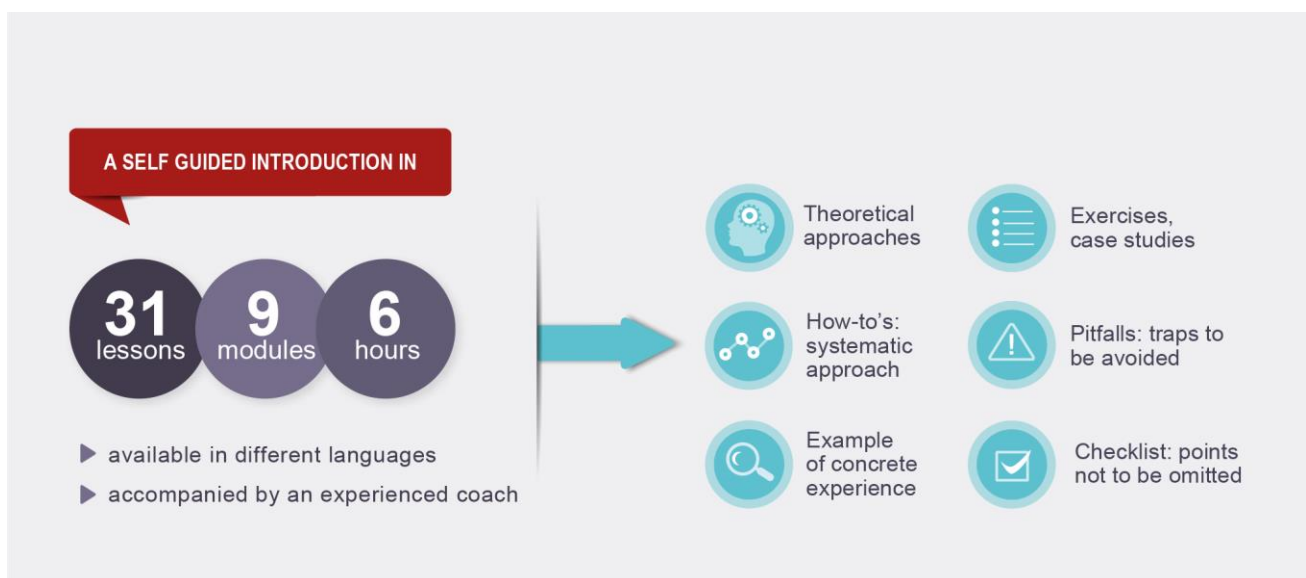 A SELF GUIDED INTRODUCTION IN
31
lessons
9
modules
6
hours
available in different languages
accompanied by an experienced coach
Theoretical
approaches
How-to's:
systematic
approach
Example
of concrete
experience
Exercises,
case studies
Pitfalls: traps to
be avoided
Checklist: points
not to be omitted